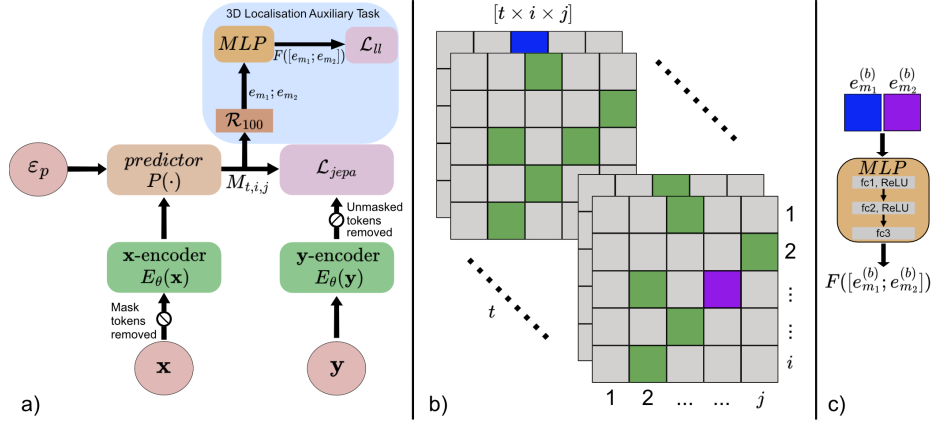 3D Localisation Auxiliary Task
MLP
F([e_{m_1}; e_{m_2}])
ℒ_{ll}
e_{m_1}; e_{m_2}
ℛ_{100}
ε_p
predictor
P(·)
M_{t,i,j}
ℒ_{jepa}
Unmasked
tokens
removed
x-encoder
E_θ(x)
y-encoder
E_θ(y)
Mask
tokens
removed
x
y
a)
[t × i × j]
t
1
2
⋮
⋮
i
1 2 ... ... j
b)
e_{m_1}^{(b)} e_{m_2}^{(b)}
MLP
fc1, ReLU
fc2, ReLU
fc3
F([e_{m_1}^{(b)}; e_{m_2}^{(b)}])
c)